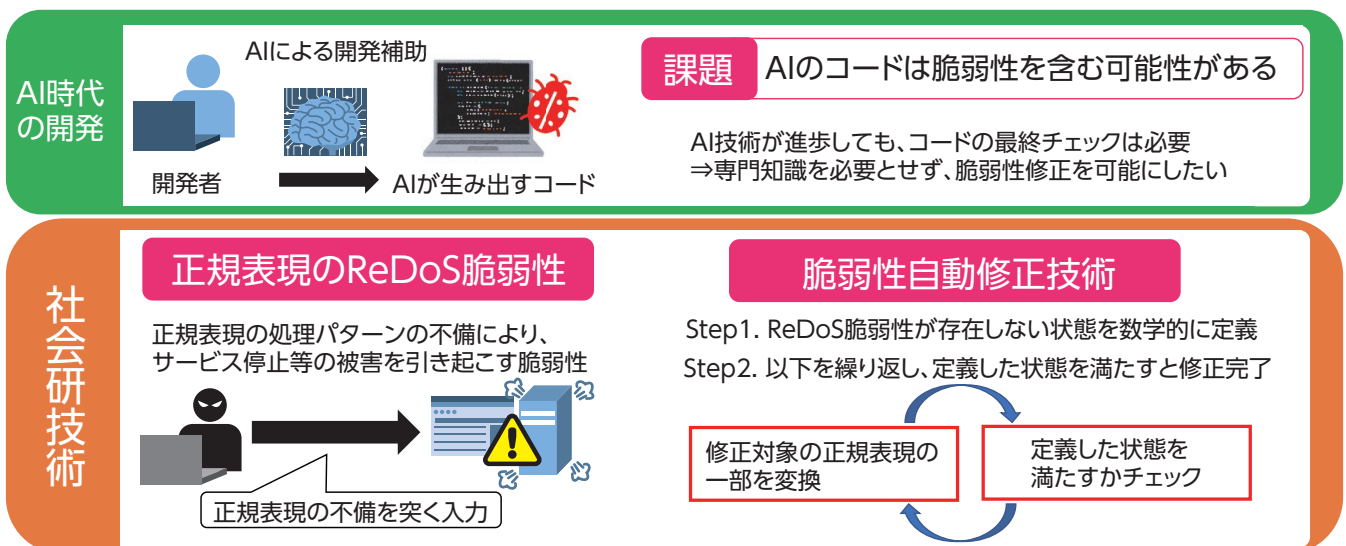 AI時代
の開発
AIによる開発補助
開発者
AIが生み出すコード
課題
AIのコードは脆弱性を含む可能性がある
AI技術が進歩しても、コードの最終チェックは必要
⇒専門知識を必要とせず、脆弱性修正を可能にしたい
社会研技術
正規表現のReDoS脆弱性
正規表現の処理パターンの不備により、
サービス停止等の被害を引き起こす脆弱性
正規表現の不備を突く入力
脆弱性自動修正技術
Step1. ReDoS脆弱性が存在しない状態を数学的に定義
Step2. 以下を繰り返し、定義した状態を満たすと修正完了
修正対象の正規表現の
一部を変換
定義した状態を
満たすかチェック